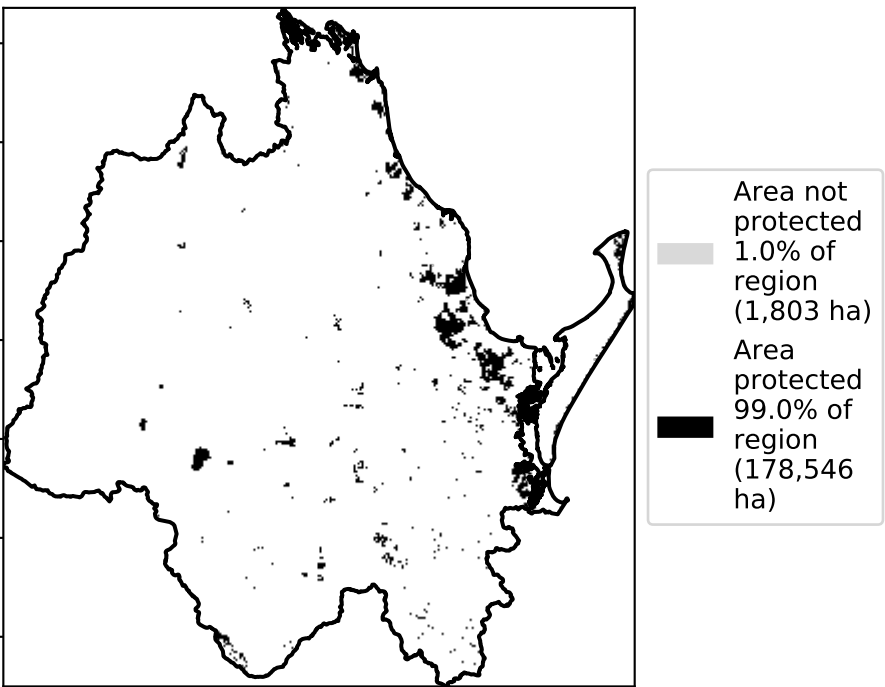 Area not
protected
1.0% of
region
(1,803 ha)
Area
protected
99.0% of
region
(178,546
ha)